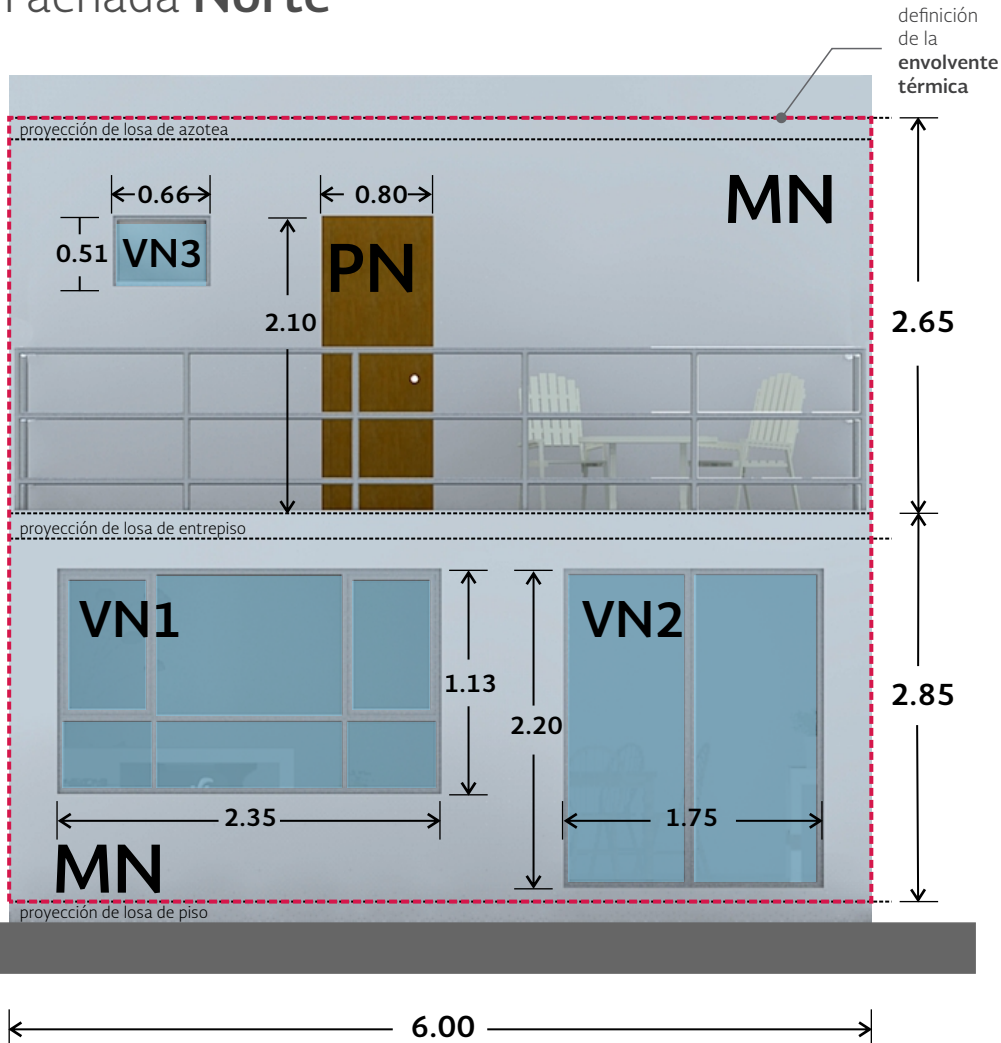 Fachada Norte
definición
de la
envolvente
térmica
proyección de losa de azotea
0.66
0.80
MN
0.51
VN3
PN
2.10
2.65
proyección de losa de entrepiso
VN1
VN2
1.13
2.20
2.85
2.35
1.75
MN
proyección de losa de piso
6.00